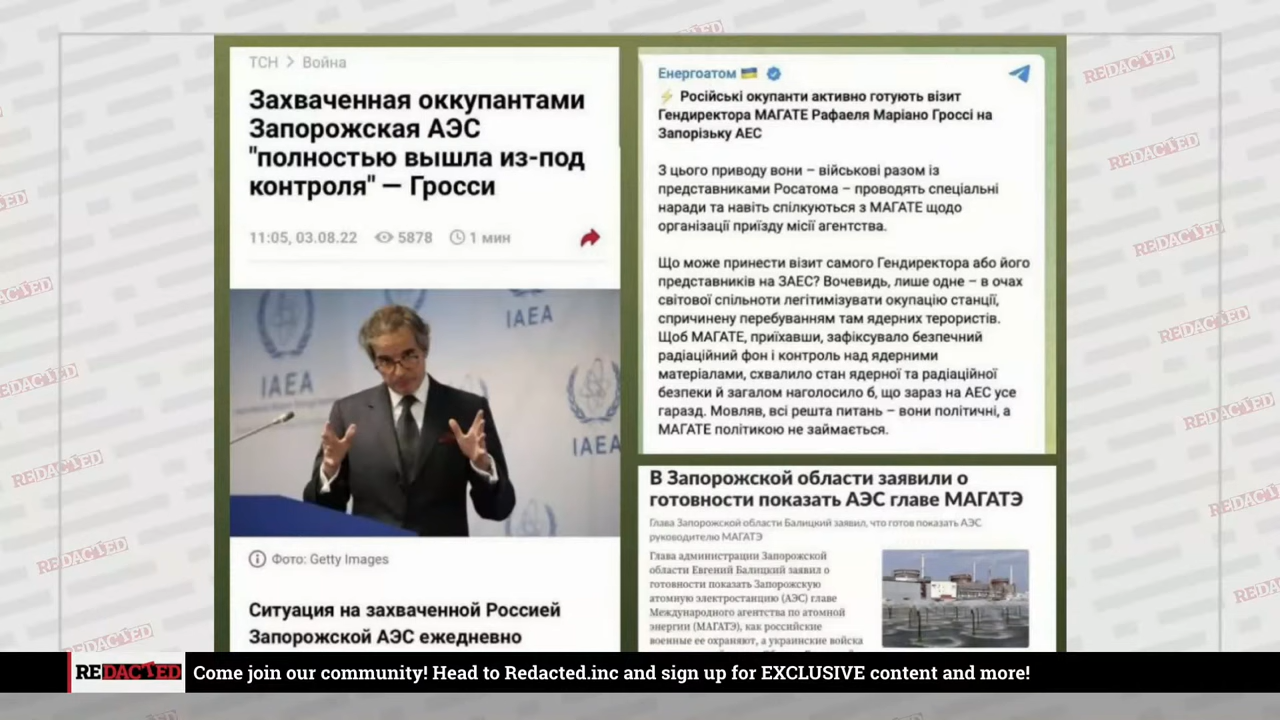 ТСН > Война
Захваченная оккупантами
Запорожская АЭС
"полностью вышла из-под
контроля" — Гросси
11:05, 03.08.22 5878 1 мин
IAEA
IAEA
IAEA
Фото: Getty Images
Ситуация на захваченной Россией
Запорожской АЭС ежедневно
Енергоатом
Російські окупанти активно готують візит
Гендиректора МАГАТЕ Рафаеля Маріано Гроссі на
Запорізьку АЕС
З цього приводу вони – військові разом із
представниками Росатома – проводять спеціальні
наради та навіть спілкуються з МАГАТЕ щодо
організації приїзду місії агентства.
Що може принести візит самого Гендиректора або його
представників на ЗАЕС? Вочевидь, лише одне – в очах
світової спільноти легітимізувати окупацію станції,
спричинену перебуванням там ядерних терористів.
Щоб МАГАТЕ, приїхавши, зафіксувало безпечний
радіаційний фон і контроль над ядерними
матеріалами, схвалило стан ядерної та радіаційної
безпеки й загалом наголосило б, що зараз на АЕС усе
гаразд. Мовляв, всі решта питань – вони політичні, а
МАГАТЕ політикою не займається.
В Запорожской области заявили о
готовности показать АЭС главе МАГАТЭ
Глава Запорожской области Балицкий заявил, что готов показать АЭС
руководителю МАГАТЭ
Глава администрации Запорожской
области Евгений Балицкий заявил о
готовности показать Запорожскую
атомную электростанцию (АЭС) главе
Международного агентства по атомной
энергии (МАГАТЭ), как российские
военные ее охраняют, а украинские войска
REDACTED Come join our community! Head to Redacted.inc and sign up for EXCLUSIVE content and more!
REDACTED
REDACTED
REDACTED
REDACTED
REDACTED
REDACTED
REDACTED
REDACTED